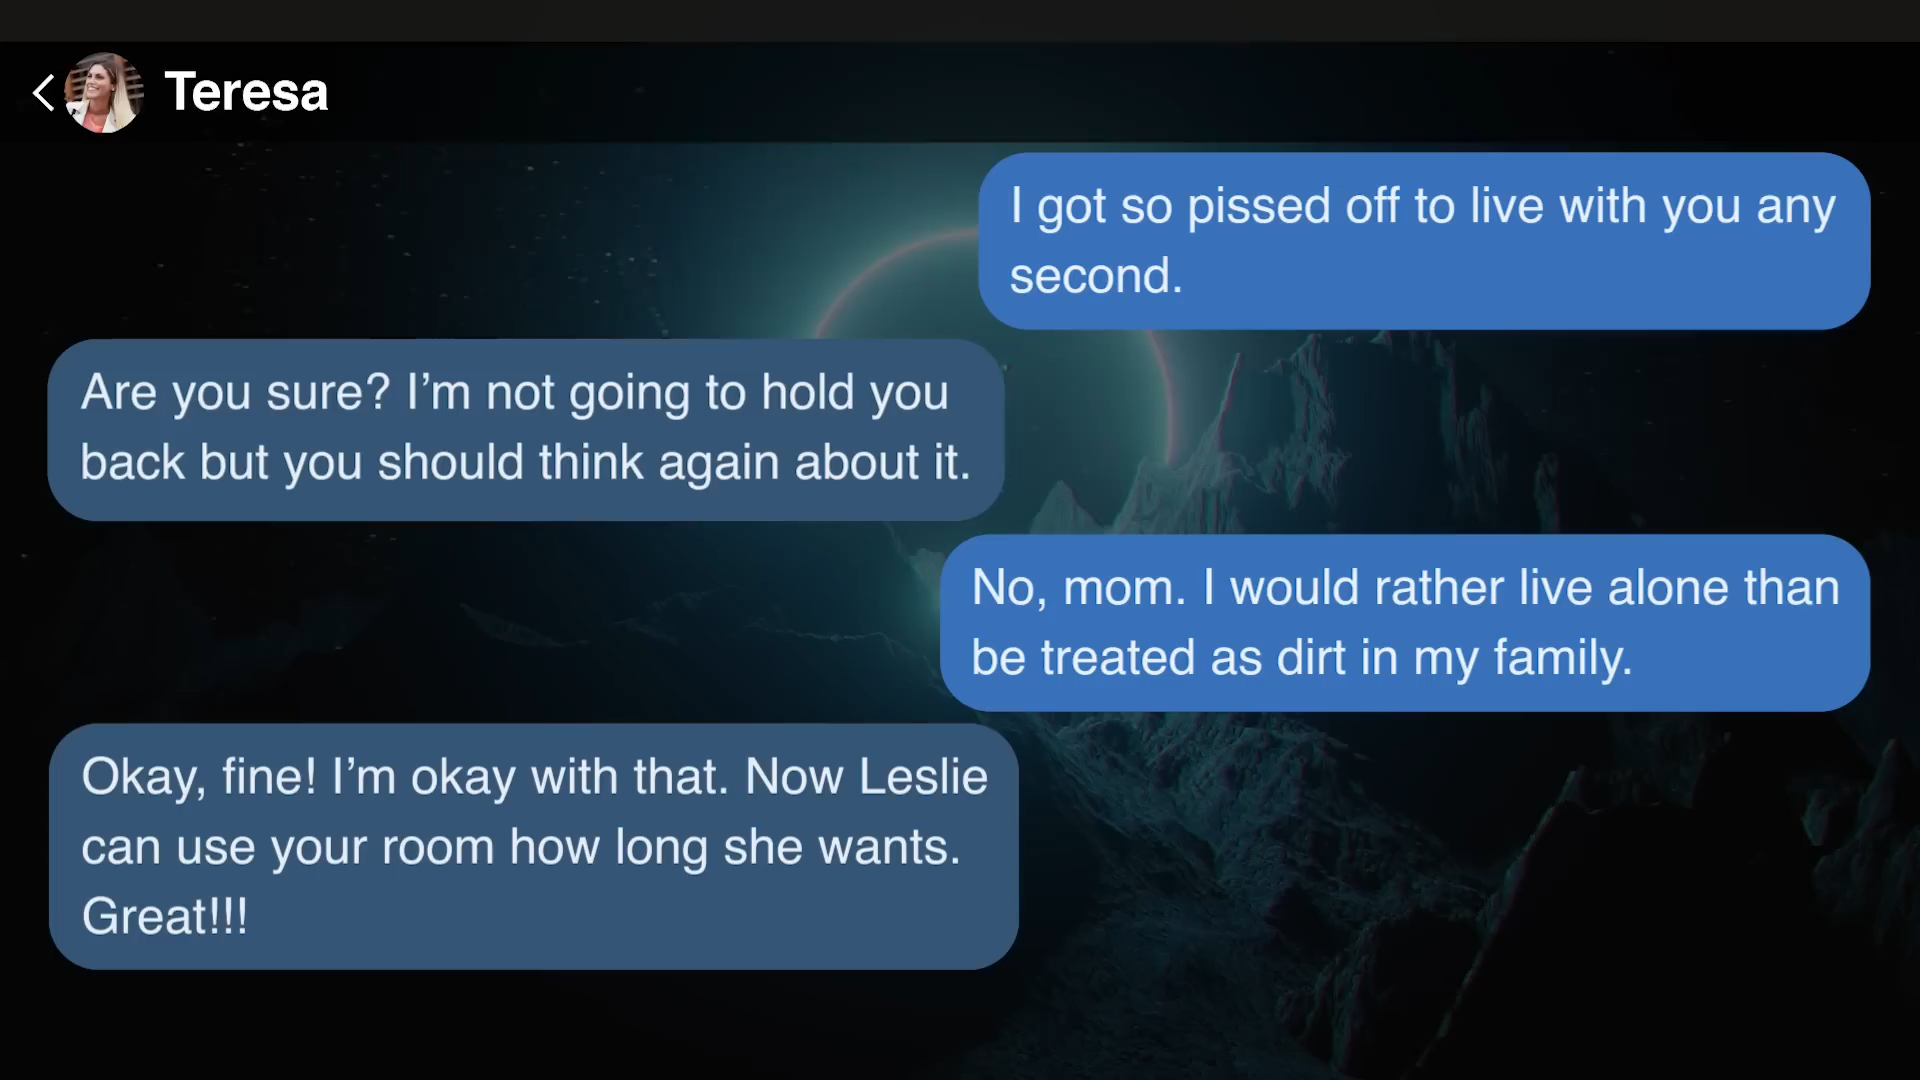 Teresa
I got so pissed off to live with you any
second.
Are you sure? I’m not going to hold you
back but you should think again about it.
No, mom. I would rather live alone than
be treated as dirt in my family.
Okay, fine! I’m okay with that. Now Leslie
can use your room how long she wants.
Great!!!